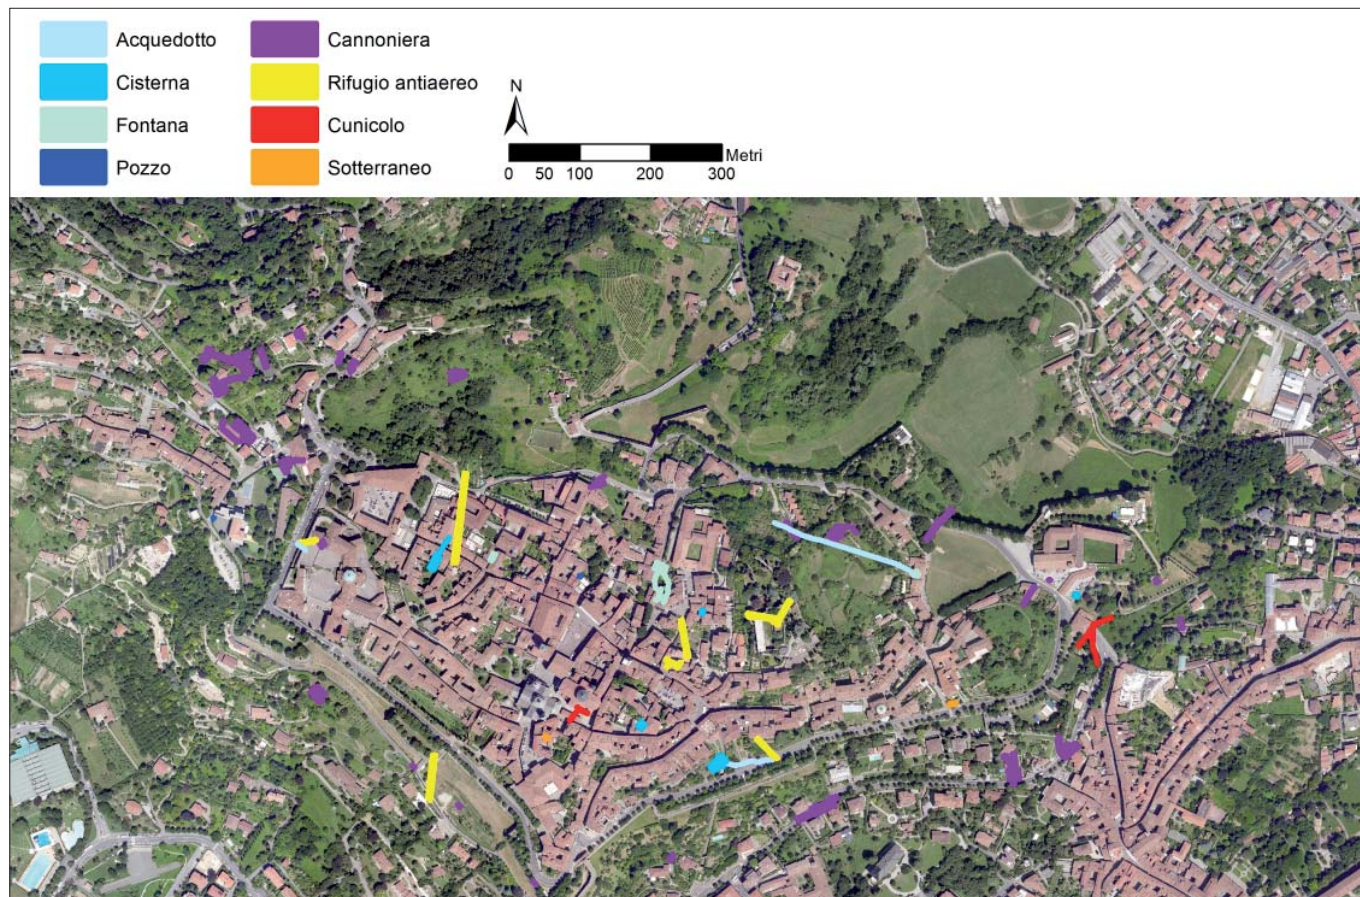 Acquedotto
Cisterna
Fontana
Pozzo
Cannoniera
Rifugio antiaereo
Cunicolo
Sotterraneo
N
Metri
0 50 100 200 300